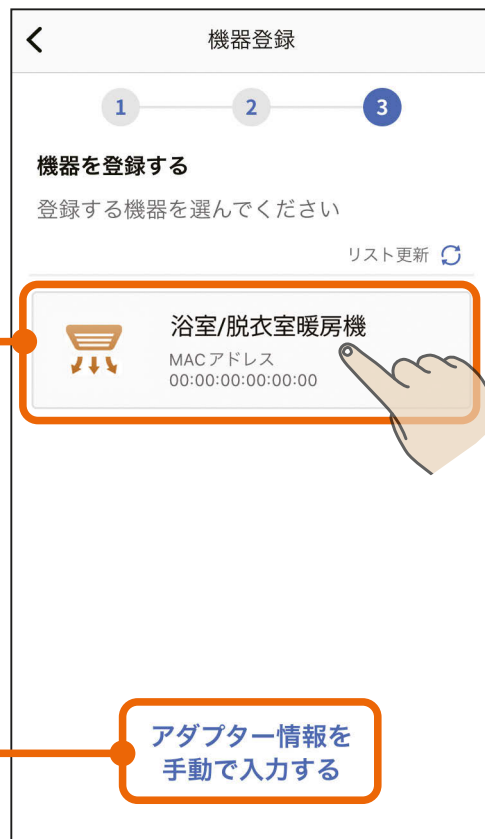 機器登録
1 2 3
機器を登録する
登録する機器を選んでください
リスト更新
浴室/脱衣室暖房機
MACアドレス
00:00:00:00:00:00
アダプター情報を
手動で入力する